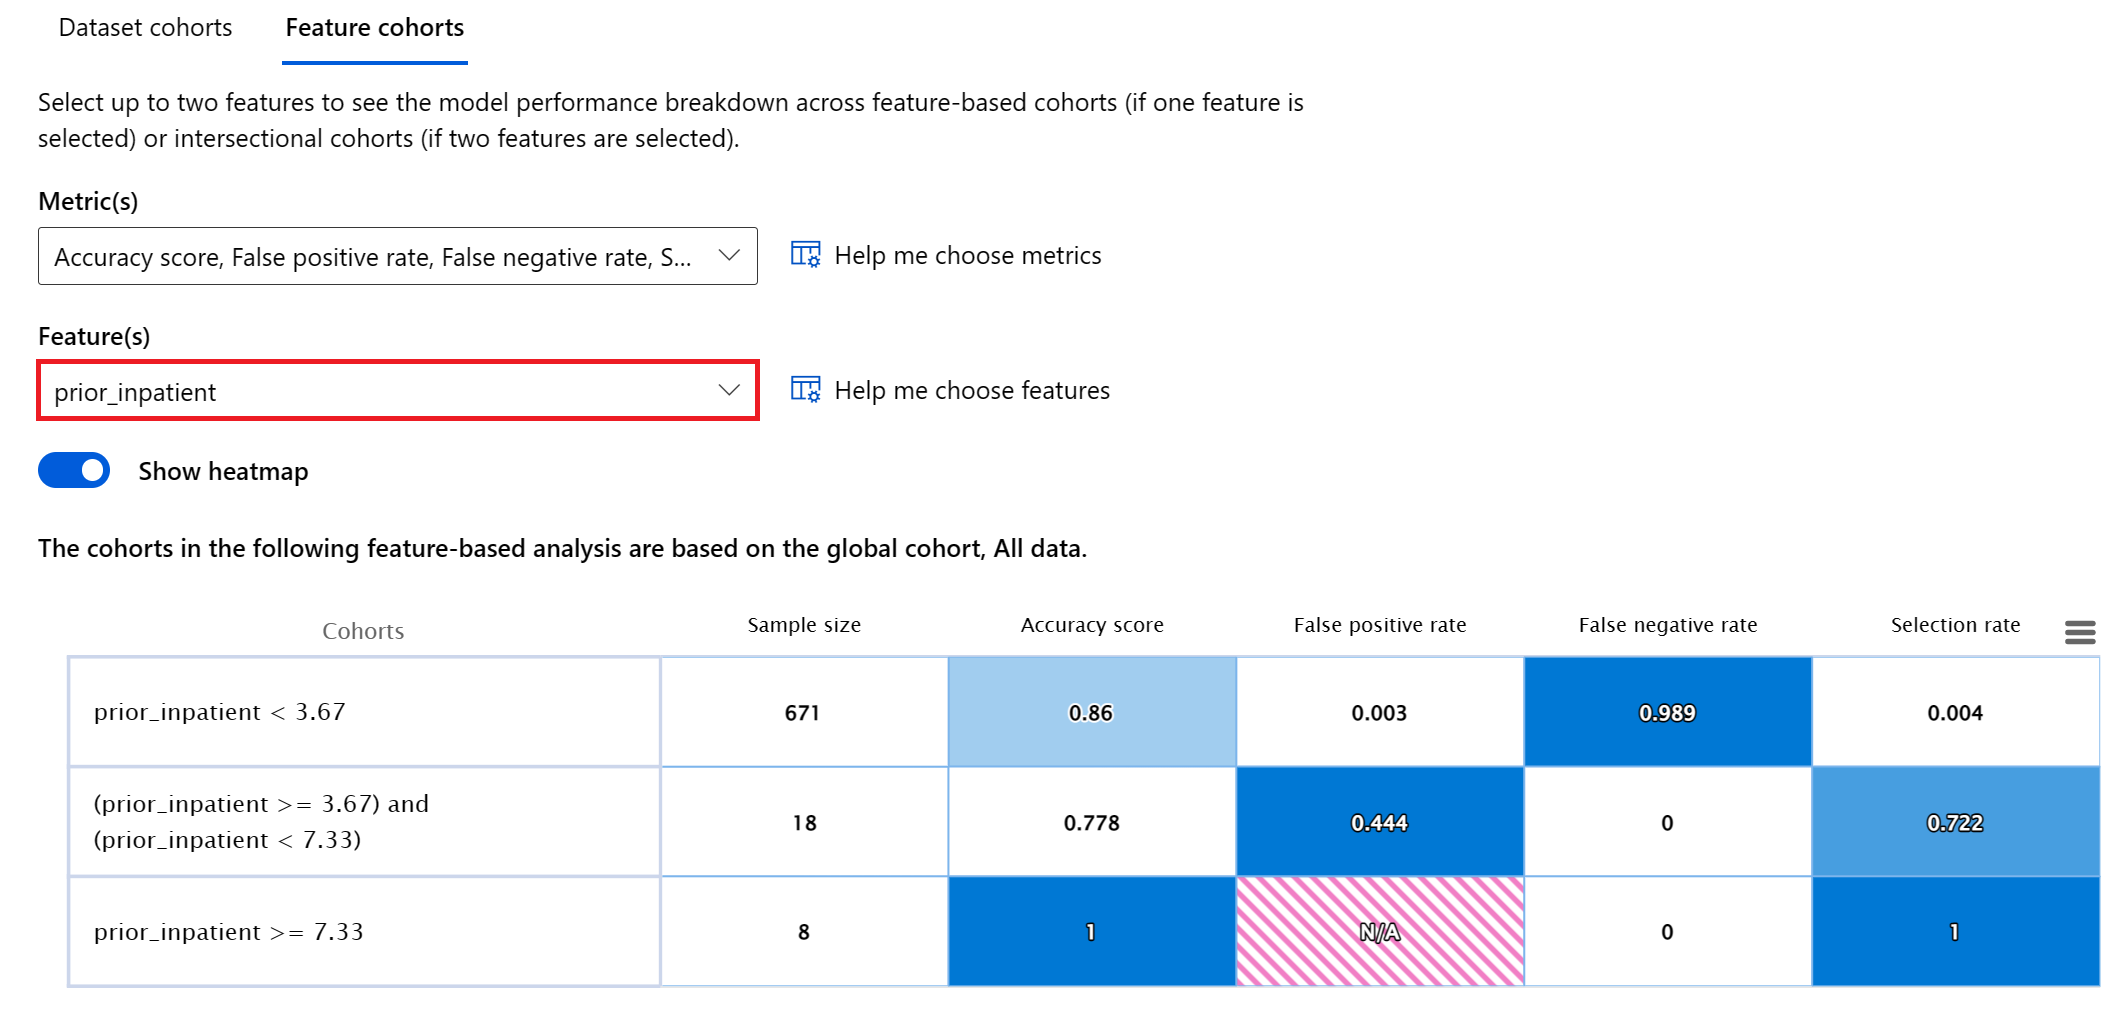 Dataset cohorts Feature cohorts
Select up to two features to see the model performance breakdown across feature-based cohorts (if one feature is
selected) or intersectional cohorts (if two features are selected).
Metric(s)
Accuracy score, False positive rate, False negative rate, S... Help me choose metrics
Feature(s)
prior_inpatient Help me choose features
Show heatmap
The cohorts in the following feature-based analysis are based on the global cohort, All data.
Cohorts Sample size Accuracy score False positive rate False negative rate Selection rate
prior_inpatient < 3.67 671 0.86 0.003 0.989 0.004
(prior_inpatient >= 3.67) and
(prior_inpatient < 7.33) 18 0.778 0.444 0 0.722
prior_inpatient >= 7.33 8 1 N/A 0 1